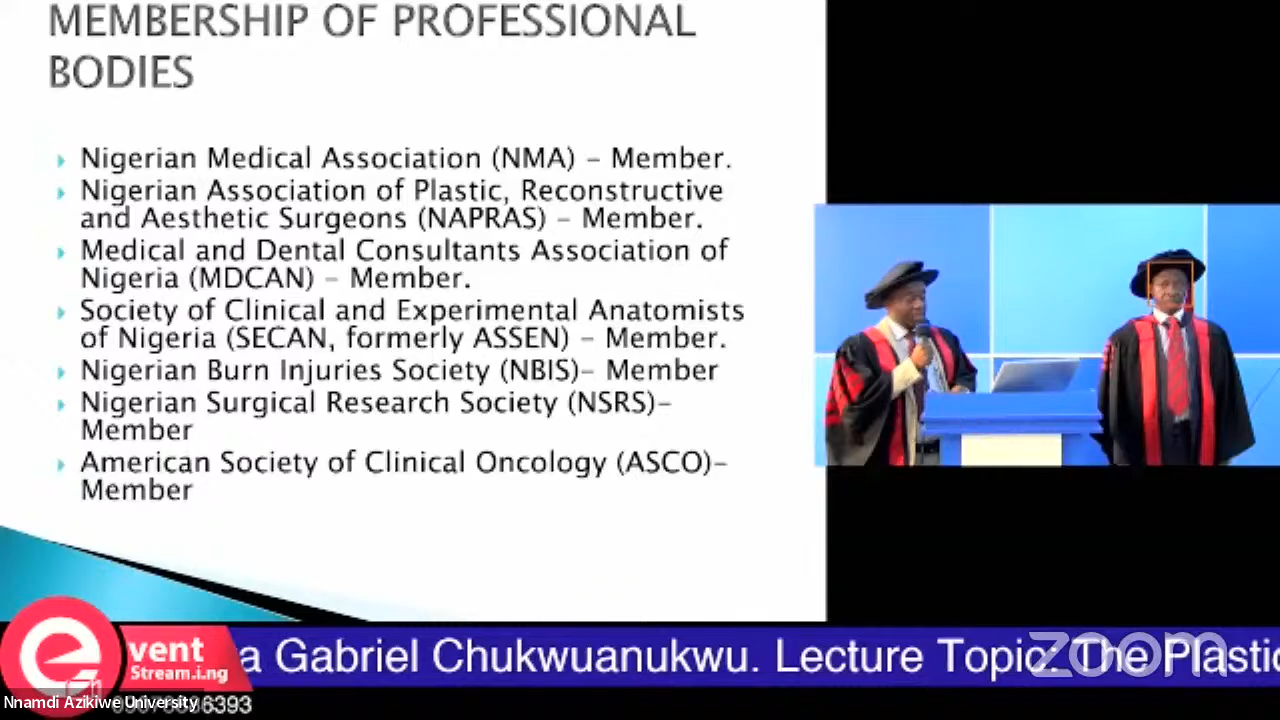 MEMBERSHIP OF PROFESSIONAL
BODIES
Nigerian Medical Association (NMA) – Member.
Nigerian Association of Plastic, Reconstructive
and Aesthetic Surgeons (NAPRAS) – Member.
Medical and Dental Consultants Association of
Nigeria (MDCAN) – Member.
Society of Clinical and Experimental Anatomists
of Nigeria (SECAN, formerly ASSEN) – Member.
Nigerian Burn Injuries Society (NBIS)– Member
Nigerian Surgical Research Society (NSRS)–
Member
American Society of Clinical Oncology (ASCO)–
Member
event
Stream.i.ng
a Gabriel Chukwuanukwu. Lecture Topic: The Plastic
zoom
Nnamdi Azikiwe University